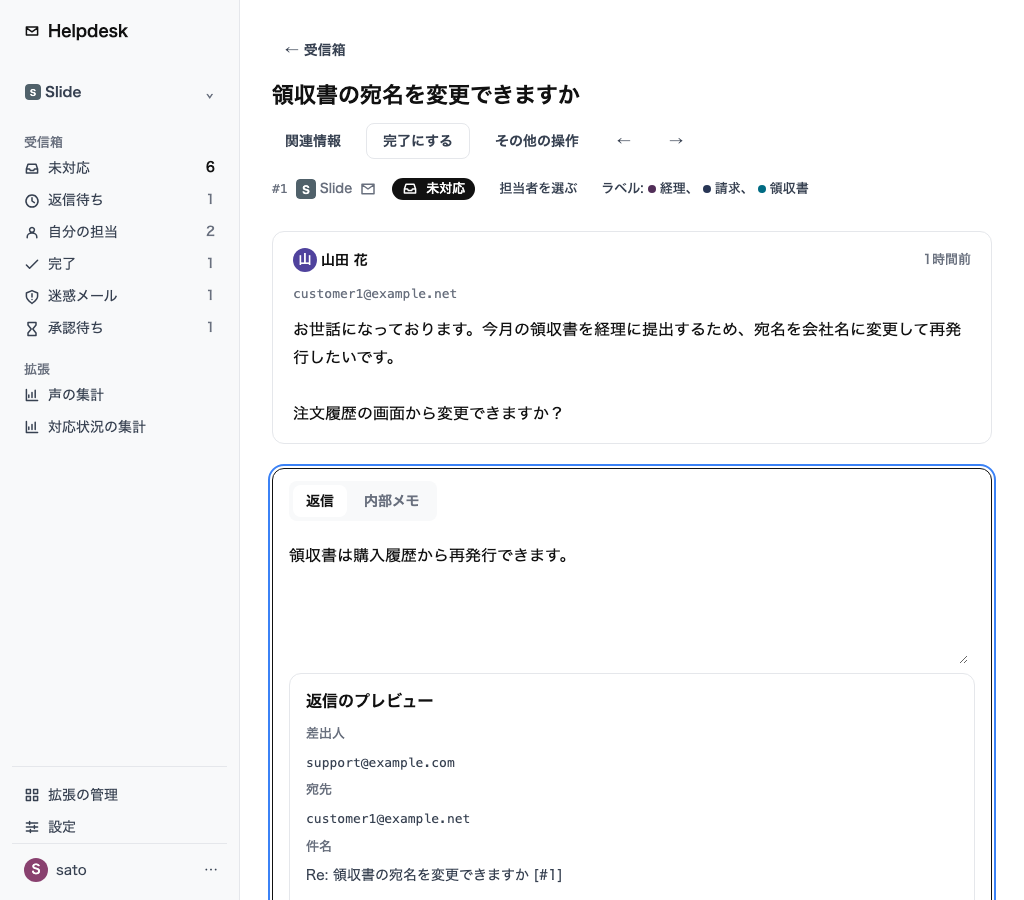 Helpdesk
S Slide
受信箱
未対応 6
返信待ち 1
自分の担当 2
完了 1
迷惑メール 1
承認待ち 1
拡張
声の集計
対応状況の集計
拡張の管理
設定
S sato ...
← 受信箱
領収書の宛名を変更できますか
関連情報 完了にする その他の操作 ← →
#1 S Slide 未対応 担当者を選ぶ ラベル: 経理、 請求、 領収書
山 山田 花 1時間前
customer1@example.net
お世話になっております。今月の領収書を経理に提出するため、宛名を会社名に変更して再発
行したいです。
注文履歴の画面から変更できますか？
返信 内部メモ
領収書は購入履歴から再発行できます。
返信のプレビュー
差出人
support@example.com
宛先
customer1@example.net
件名
Re: 領収書の宛名を変更できますか [#1]